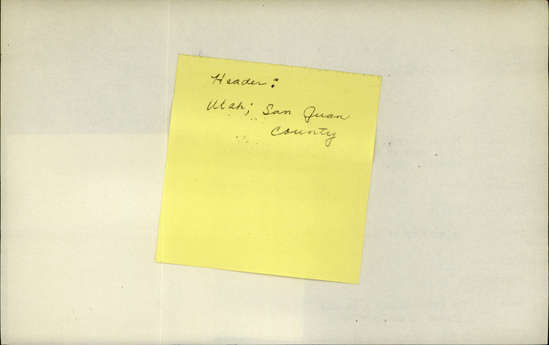 Header:
Utah; San Juan
County